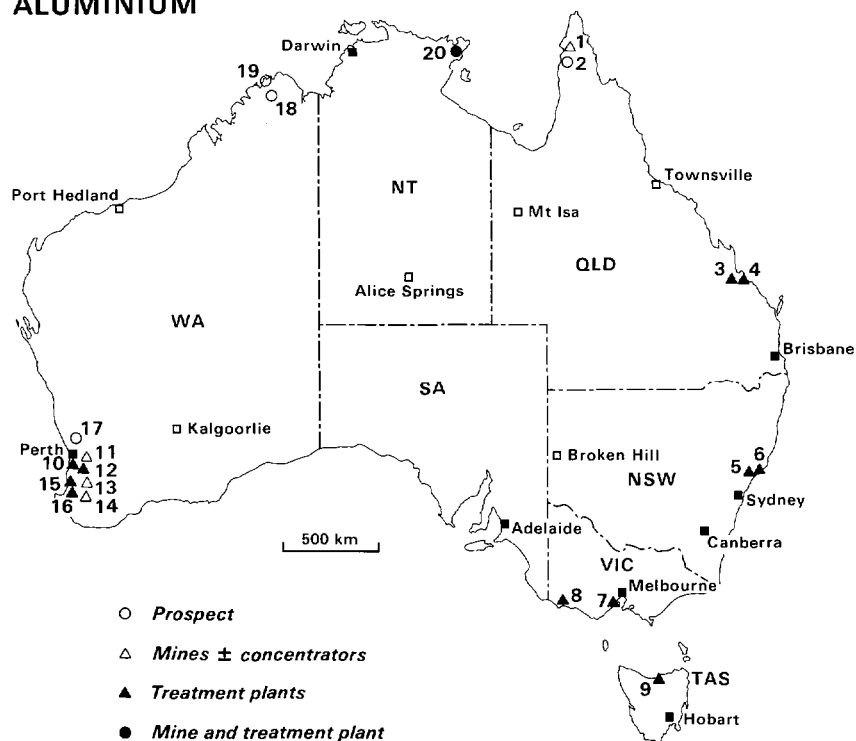 ALUMINIUM
Darwin
20
1
2
19
18
Port Hedland
NT
Townsville
Mt Isa
3
4
QLD
Alice Springs
WA
Brisbane
SA
17
Kalgoorlie
Perth
11
10
12
15
13
16
14
Broken Hill
5
6
NSW
Sydney
500 km
Adelaide
Canberra
VIC
Melbourne
8
7
Prospect
Mines ± concentrators
Treatment plants
Mine and treatment plant
9
TAS
Hobart